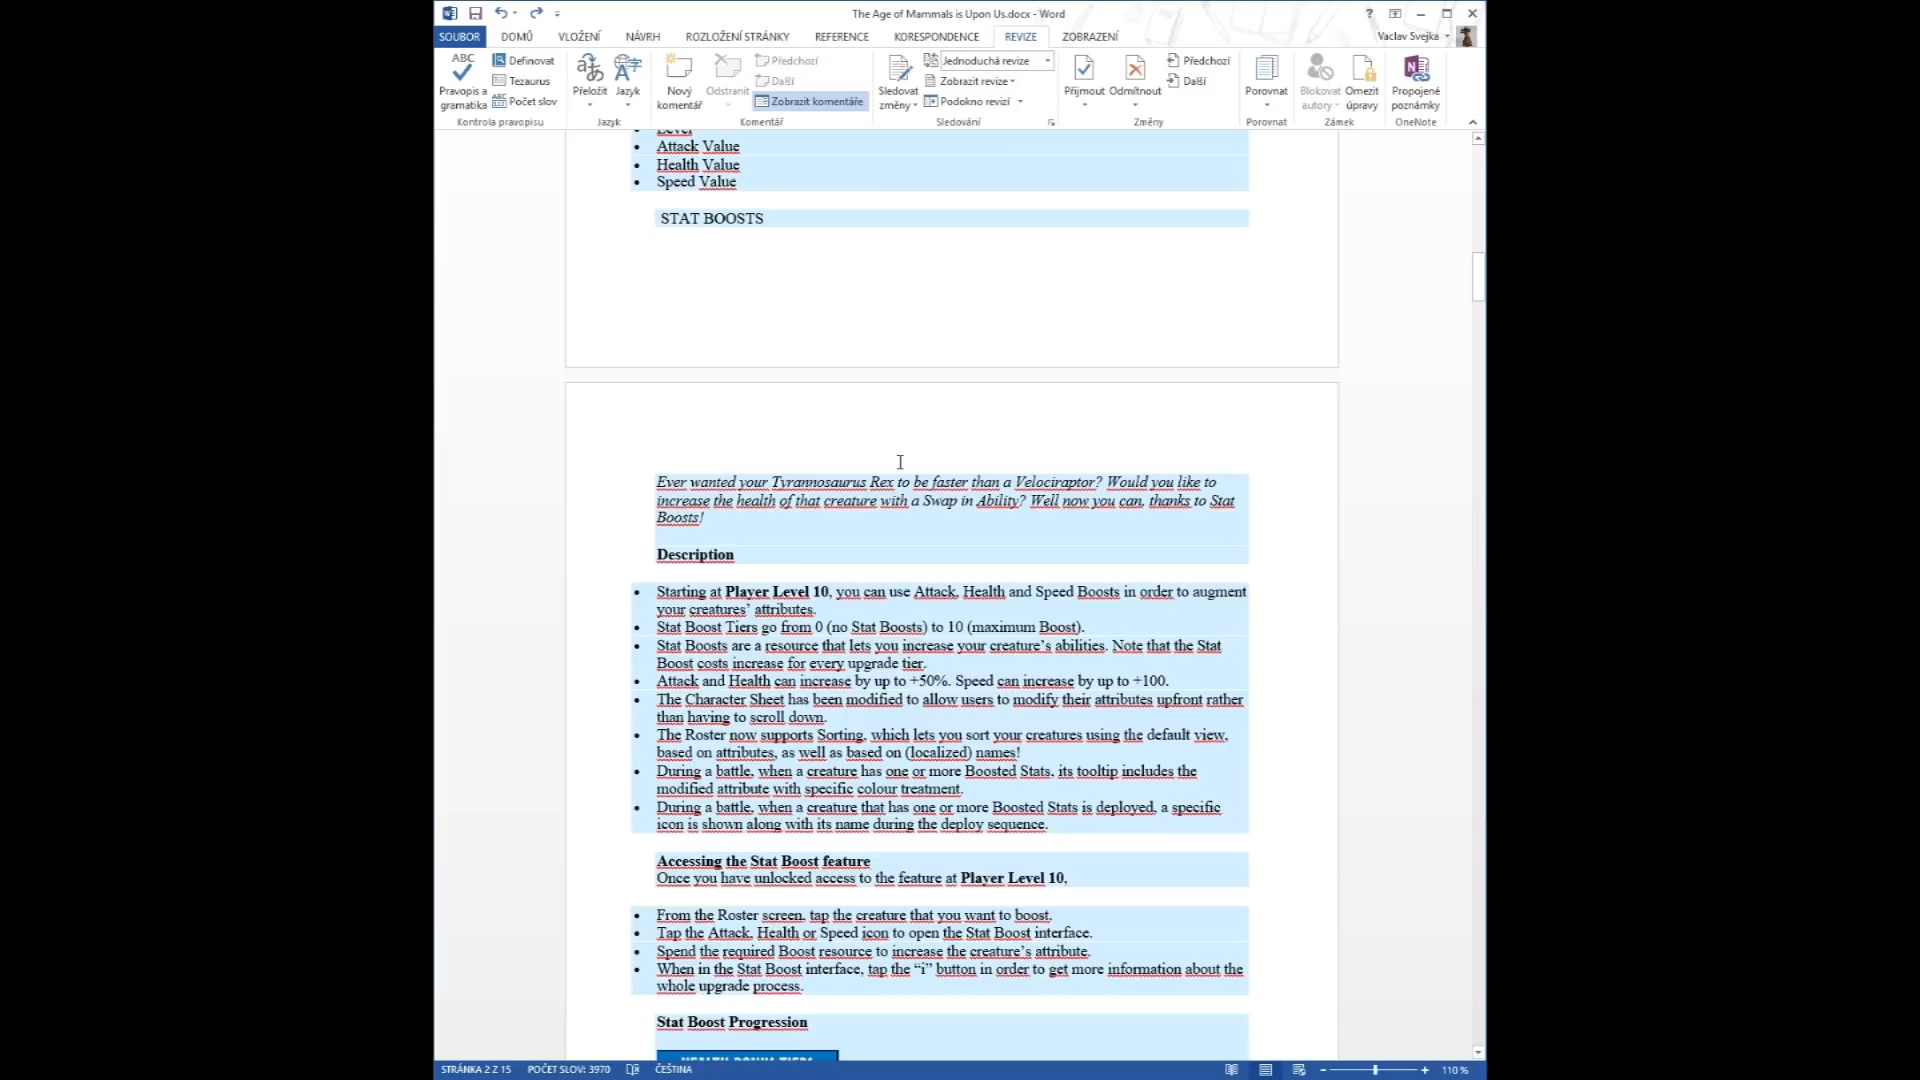 The Age of Mammals is Upon Us.docx - Word
SOUBOR DOMŮ VLOŽENÍ NÁVRH ROZLOŽENÍ STRÁNKY REFERENCE KORESPONDENCE REVIZE ZOBRAZENÍ Vaclav Svejka
ABC Pravopis a gramatika
Definovat
Tezaurus
Počet slov
Kontrola pravopisu
Přeložit Jazyk
Jazyk
Nový komentář
Odstranit
Předchozí
Další
Zobrazit komentáře
Komentář
Sledovat změny
Jednoduchá revize
Zobrazit revize
Podokno revizí
Sledování
Přijmout Odmítnout
Předchozí
Další
Změny
Porovnat
Porovnat
Blokovat autory
Omezit úpravy
Zámek
Propojené poznámky
OneNote
Level
• Attack Value
• Health Value
• Speed Value
STAT BOOSTS
Ever wanted your Tyrannosaurus Rex to be faster than a Velociraptor? Would you like to
increase the health of that creature with a Swap in Ability? Well now you can, thanks to Stat
Boosts!
Description
• Starting at Player Level 10, you can use Attack, Health and Speed Boosts in order to augment
your creatures’ attributes.
• Stat Boost Tiers go from 0 (no Stat Boosts) to 10 (maximum Boost).
• Stat Boosts are a resource that lets you increase your creature’s abilities. Note that the Stat
Boost costs increase for every upgrade tier.
• Attack and Health can increase by up to +50%. Speed can increase by up to +100.
• The Character Sheet has been modified to allow users to modify their attributes upfront rather
than having to scroll down.
• The Roster now supports Sorting, which lets you sort your creatures using the default view,
based on attributes, as well as based on (localized) names!
• During a battle, when a creature has one or more Boosted Stats, its tooltip includes the
modified attribute with specific colour treatment.
• During a battle, when a creature that has one or more Boosted Stats is deployed, a specific
icon is shown along with its name during the deploy sequence.
Accessing the Stat Boost feature
Once you have unlocked access to the feature at Player Level 10,
• From the Roster screen, tap the creature that you want to boost.
• Tap the Attack, Health or Speed icon to open the Stat Boost interface.
• Spend the required Boost resource to increase the creature’s attribute.
• When in the Stat Boost interface, tap the “i” button in order to get more information about the
whole upgrade process.
Stat Boost Progression
HEALTH BONUS TIERS
STRÁNKA 2 Z 15 POČET SLOV: 3970 ČEŠTINA 110 %